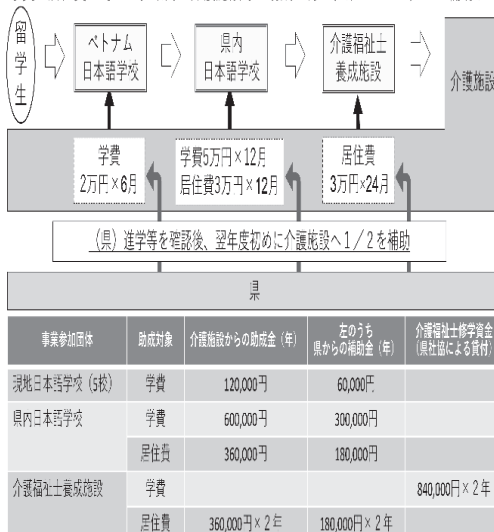 留学生
ベトナム
日本語学校
県内
日本語学校
介護福祉士
養成施設
介護施設
学費
2万円×6月
学費5万円×12月
居住費3万円×12月
居住費
3万円×24月
(県)進学等を確認後、翌年度初めに介護施設へ1/2を補助
県
事業参加団体 助成対象 介護施設からの助成金(年) 左のうち県からの補助金(年) 介護福祉士修学資金(県社協による貸付)
現地日本語学校(5校) 学費 120,000円 60,000円
県内日本語学校 学費 600,000円 300,000円
居住費 360,000円 180,000円
介護福祉士養成施設 学費 840,000円×2年
居住費 360,000円×2年 180,000円×2年